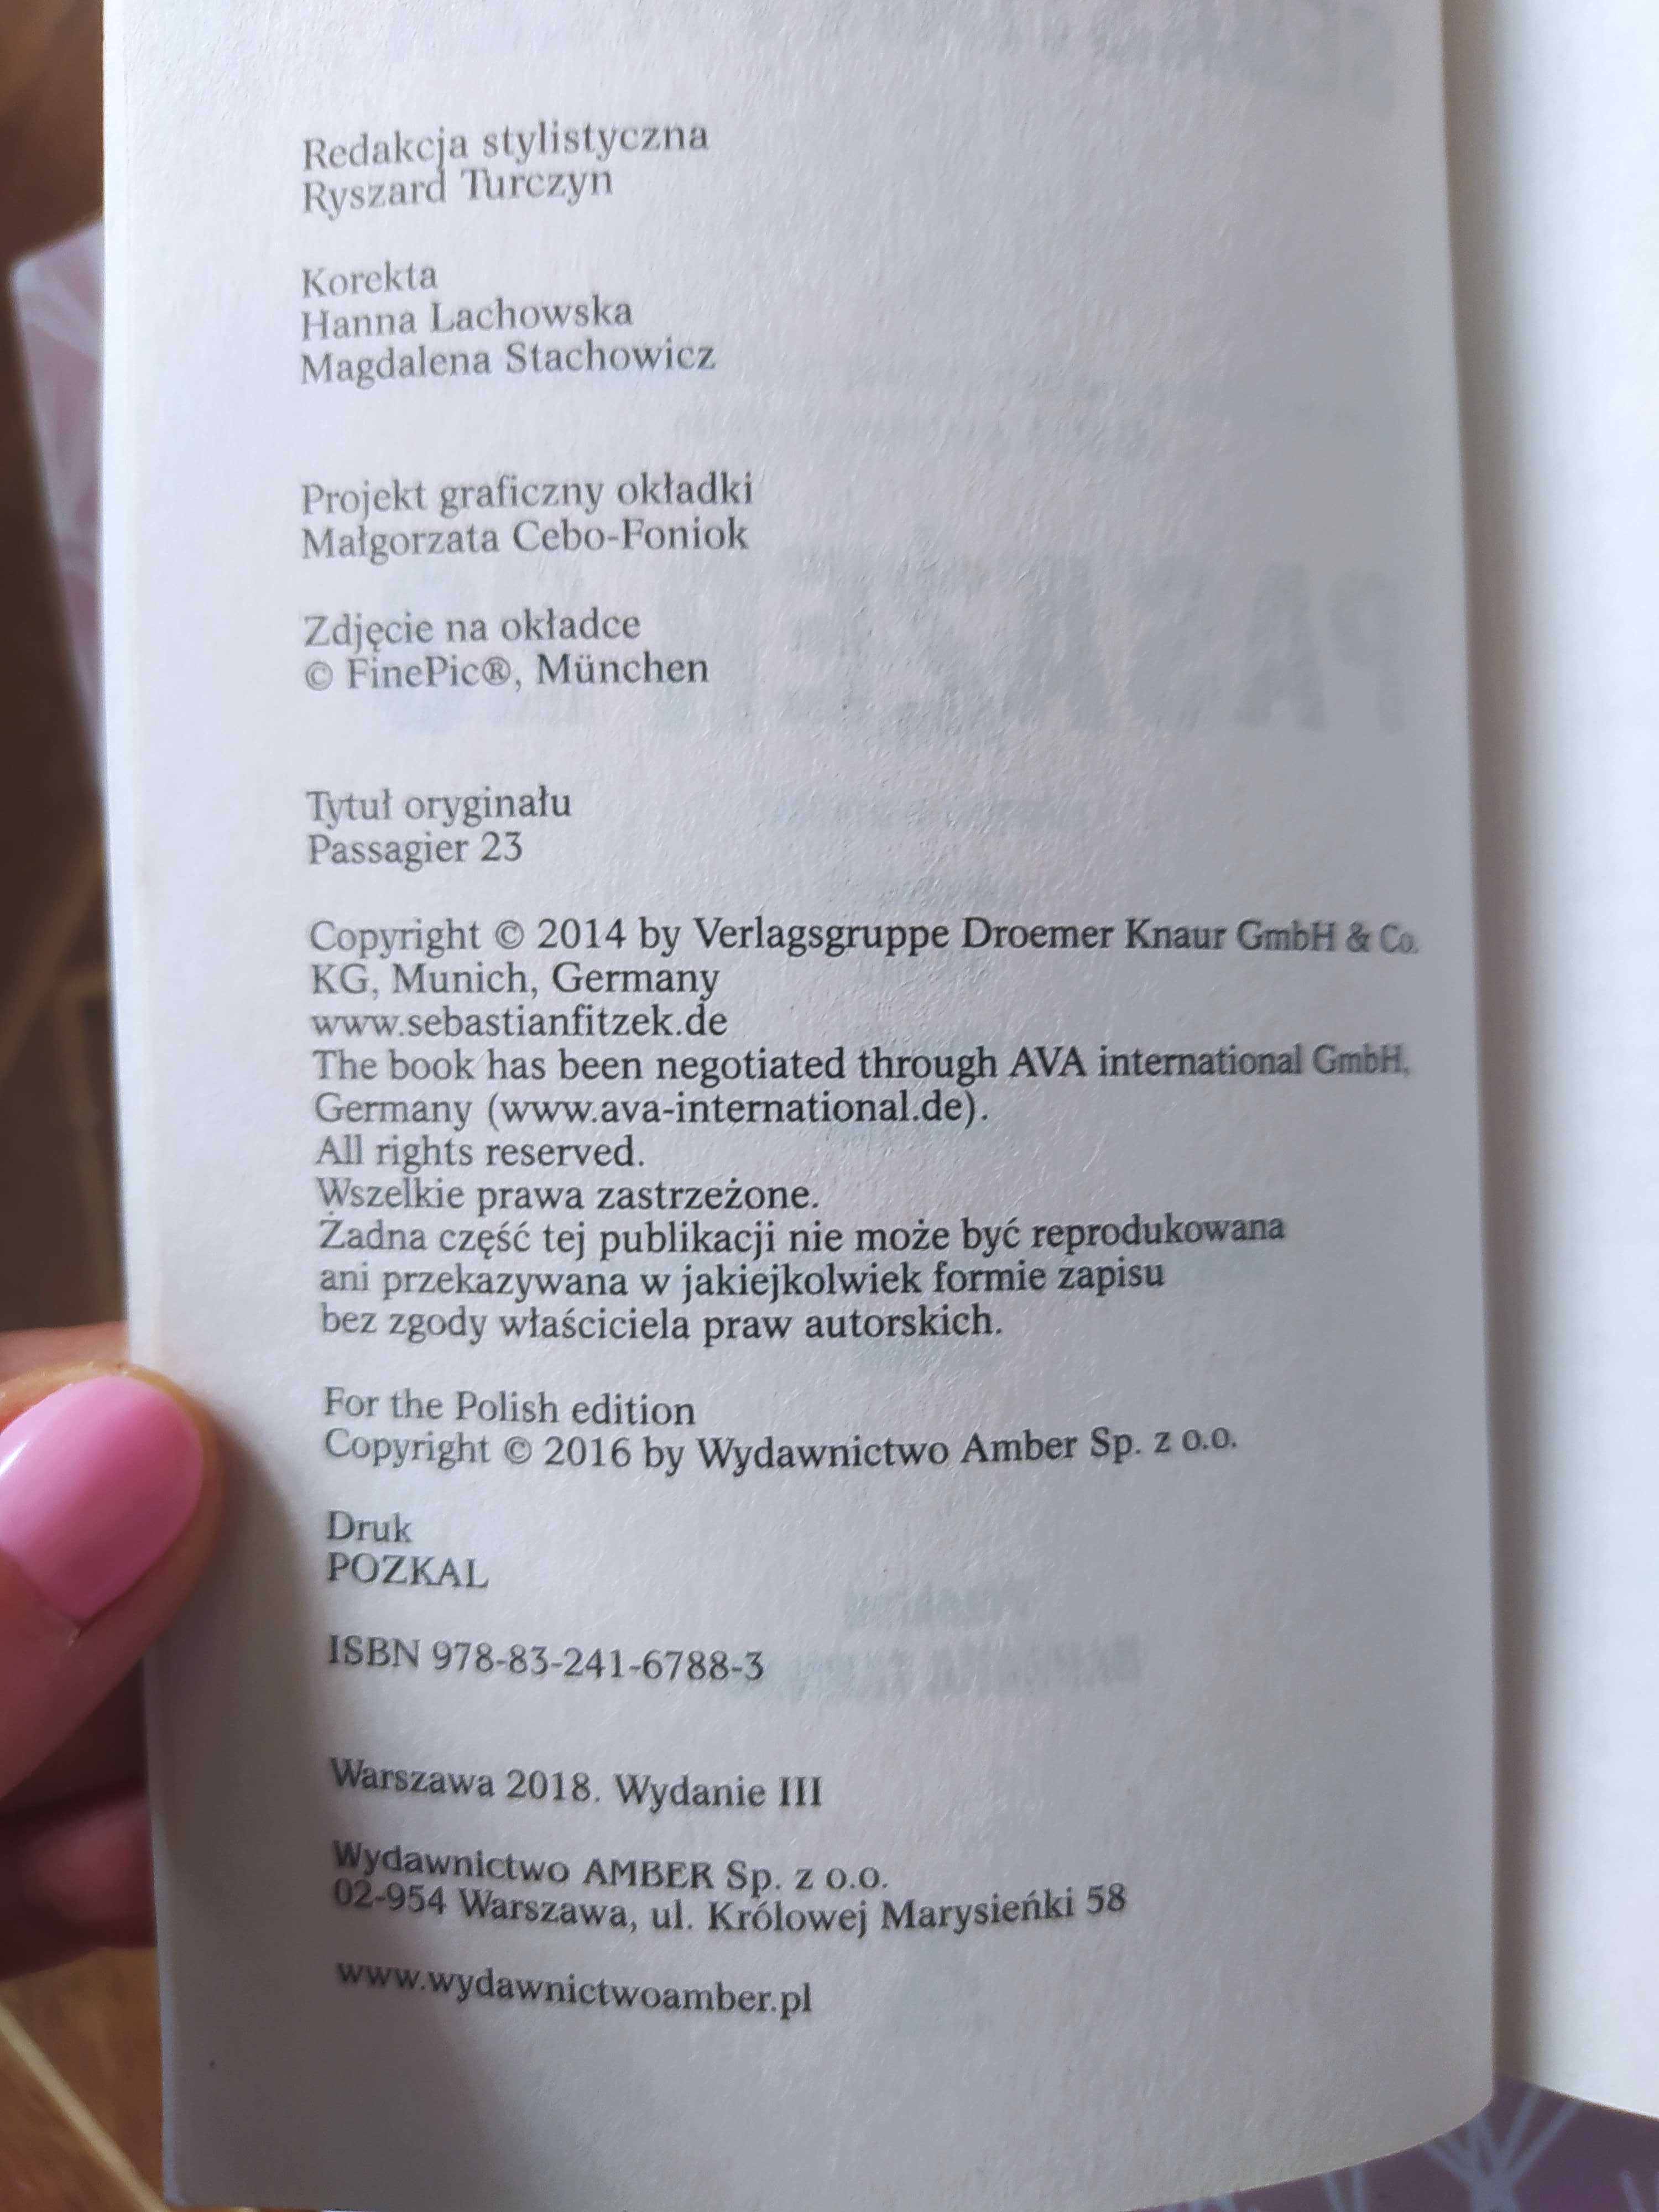 Redakcja stylistyczna
Ryszard Turczyn
Korekta
Hanna Lachowska
Magdalena Stachowicz
Projekt graficzny okładki
Małgorzata Cebo-Foniok
Zdjęcie na okładce
© FinePic®, München
Tytuł oryginału
Passagier 23
Copyright © 2014 by Verlagsgruppe Droemer Knaur GmbH & Co.
KG, Munich, Germany
www.sebastianfitzek.de
The book has been negotiated through AVA international GmbH,
Germany (www.ava-international.de).
All rights reserved.
Wszelkie prawa zastrzeżone.
Żadna część tej publikacji nie może być reprodukowana
ani przekazywana w jakiejkolwiek formie zapisu
bez zgody właściciela praw autorskich.
For the Polish edition
Copyright © 2016 by Wydawnictwo Amber Sp. z o.o.
Druk
POZKAL
ISBN 978-83-241-6788-3
Warszawa 2018. Wydanie III
Wydawnictwo AMBER Sp. z o.o.
02-954 Warszawa, ul. Królowej Marysieńki 58
www.wydawnictwoamber.pl